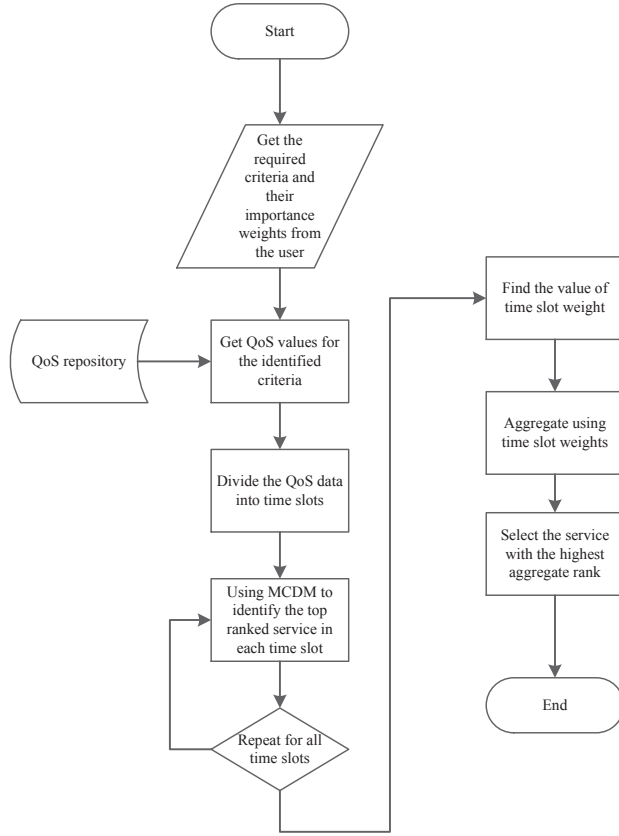 Start
Get the
required
criteria and
their
importance
weights from
the user
QoS repository
Get QoS values for
the identified
criteria
Divide the QoS data
into time slots
Using MCDM to
identify the top
ranked service in
each time slot
Repeat for all
time slots
Find the value of
time slot weight
Aggregate using
time slot weights
Select the service
with the highest
aggregate rank
End